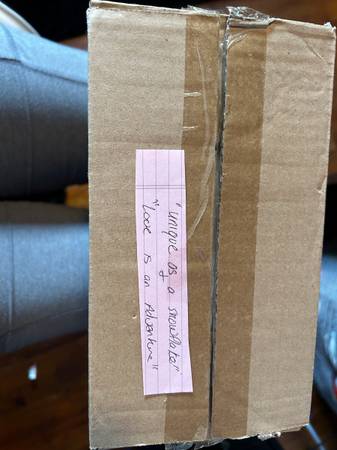 "unique as a snowflake"
+
"Love is an Adventure"